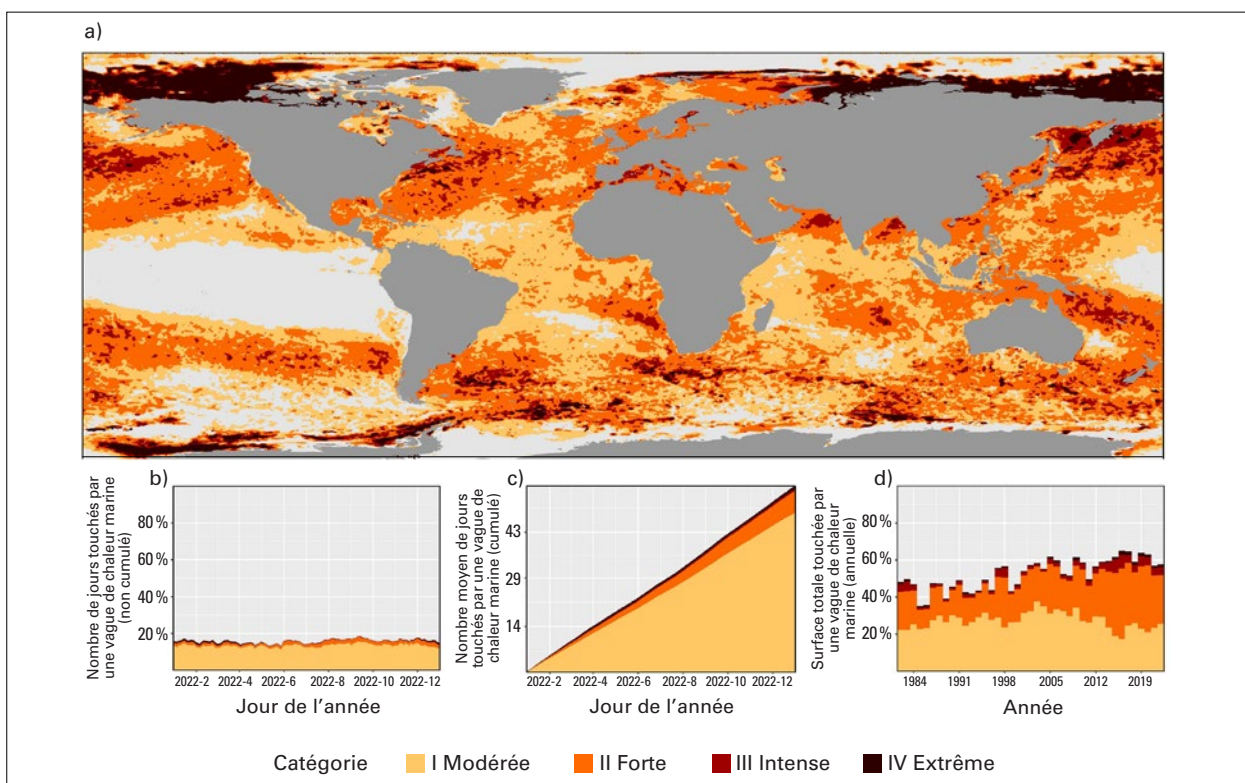 a)
b)
Nombre de jours touchés par
une vague de chaleur marine
(non cumulé)
80 %
60 %
40 %
20 %
2022-2 2022-4 2022-6 2022-8 2022-10 2022-12
Jour de l'année
c)
Nombre moyen de jours
touchés par une vague de
chaleur marine (cumulé)
43
29
14
2022-2 2022-4 2022-6 2022-8 2022-10 2022-12
Jour de l'année
d)
Surface totale touchée par
une vague de chaleur
marine (annuelle)
80 %
60 %
40 %
20 %
1984 1991 1998 2005 2012 2019
Année
Catégorie I Modérée II Forte III Intense IV Extrême